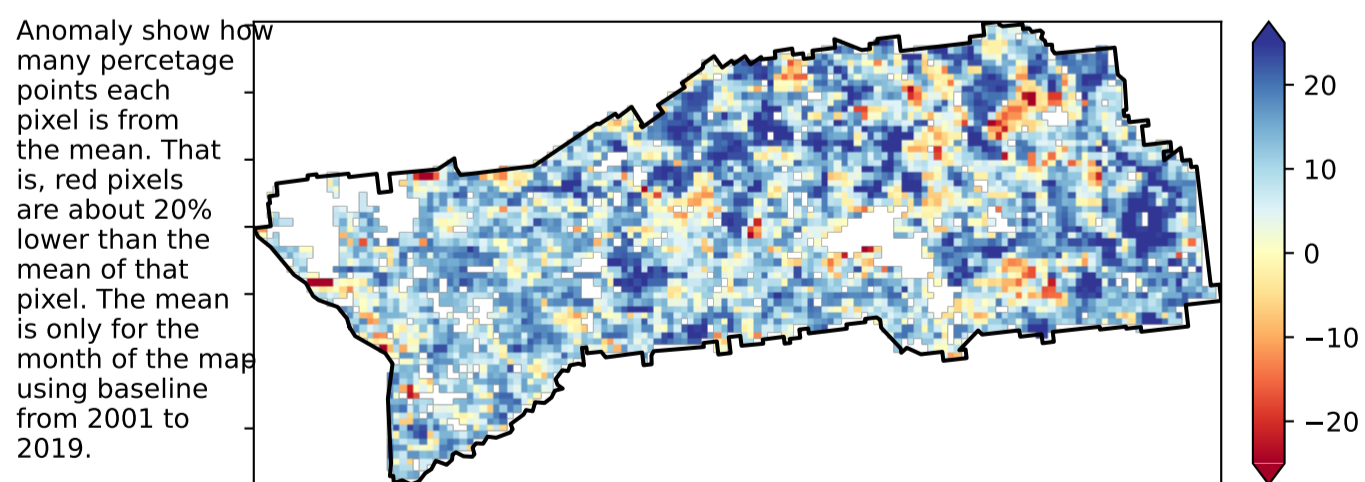 Anomaly show how
many percetage
points each
pixel is from
the mean. That
is, red pixels
are about 20%
lower than the
mean of that
pixel. The mean
is only for the
month of the map
using baseline
from 2001 to
2019.
20
10
0
−10
−20